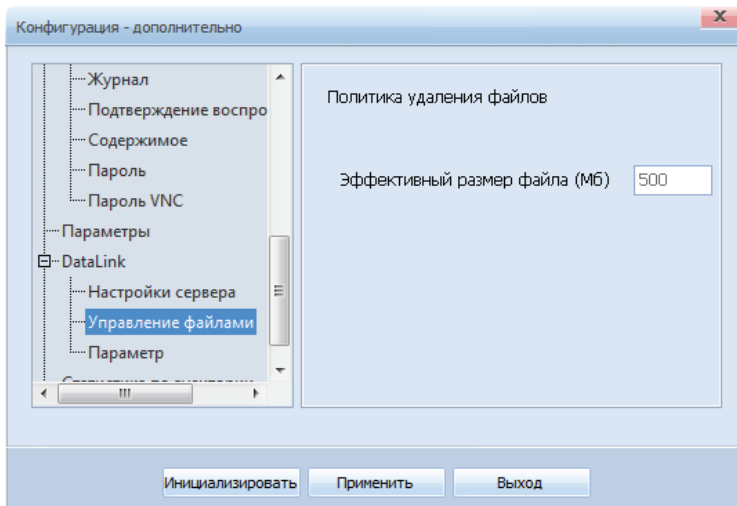 Конфигурация - дополнительно
Журнал
Подтверждение воспро
Содержимое
Пароль
Пароль VNC
Параметры
DataLink
Настройки сервера
Управление файлами
Параметр
Политика удаления файлов
Эффективный размер файла (Мб) 500
Инициализировать Применить Выход